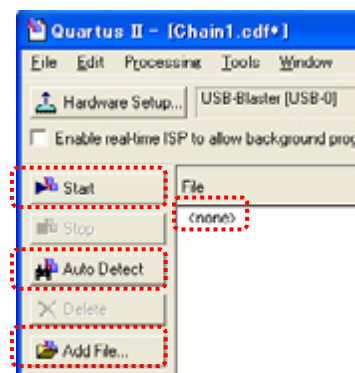 Quartus II - [Chain1.cdf*]
File Edit Processing Tools Window
Hardware Setup... USB-Blaster [USB-0]
Enable real-time ISP to allow background prog
Start File
<none>
Stop
Auto Detect
Delete
Add File...